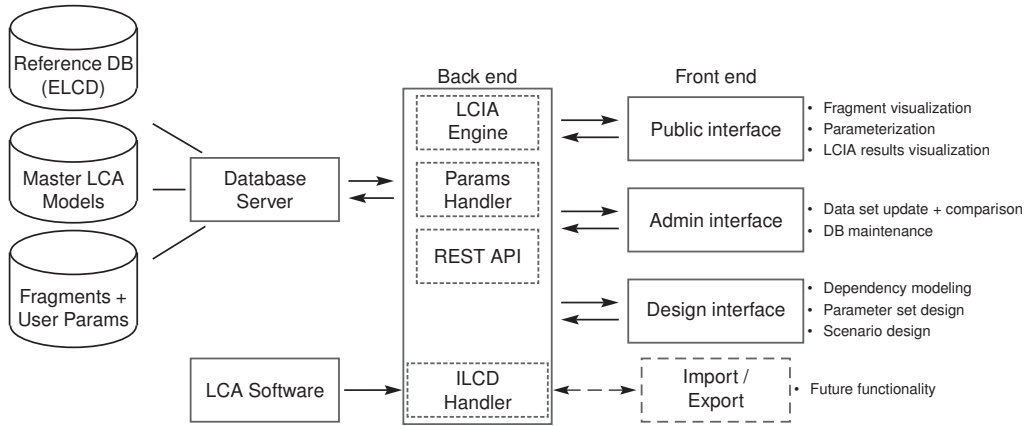 Reference DB
(ELCD)
Master LCA
Models
Fragments +
User Params
Database
Server
LCA Software
Back end
LCIA
Engine
Params
Handler
REST API
ILCD
Handler
Front end
Public interface
• Fragment visualization
• Parameterization
• LCIA results visualization
Admin interface
• Data set update + comparison
• DB maintenance
Design interface
• Dependency modeling
• Parameter set design
• Scenario design
Import /
Export
• Future functionality